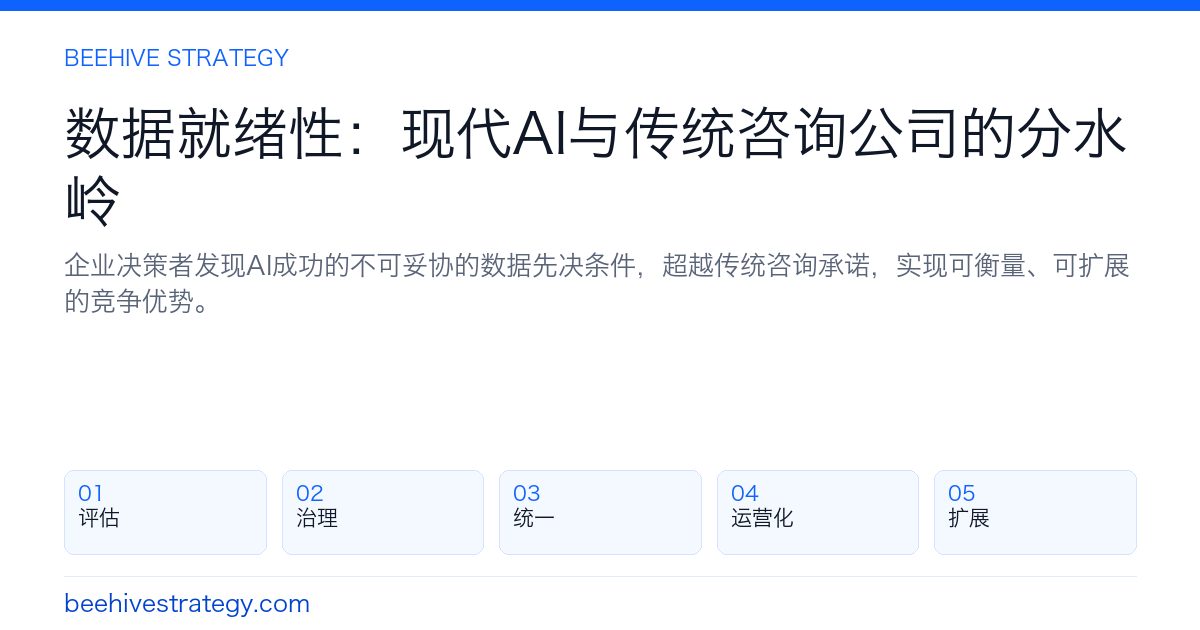 BEEHIVE STRATEGY
数据就绪性：现代AI与传统咨询公司的分水
岭
企业决策者发现AI成功的不可妥协的数据先决条件，超越传统咨询承诺，实现可衡量、可扩展
的竞争优势。
01
评估
02
治理
03
统一
04
运营化
05
扩展
beehivestrategy.com